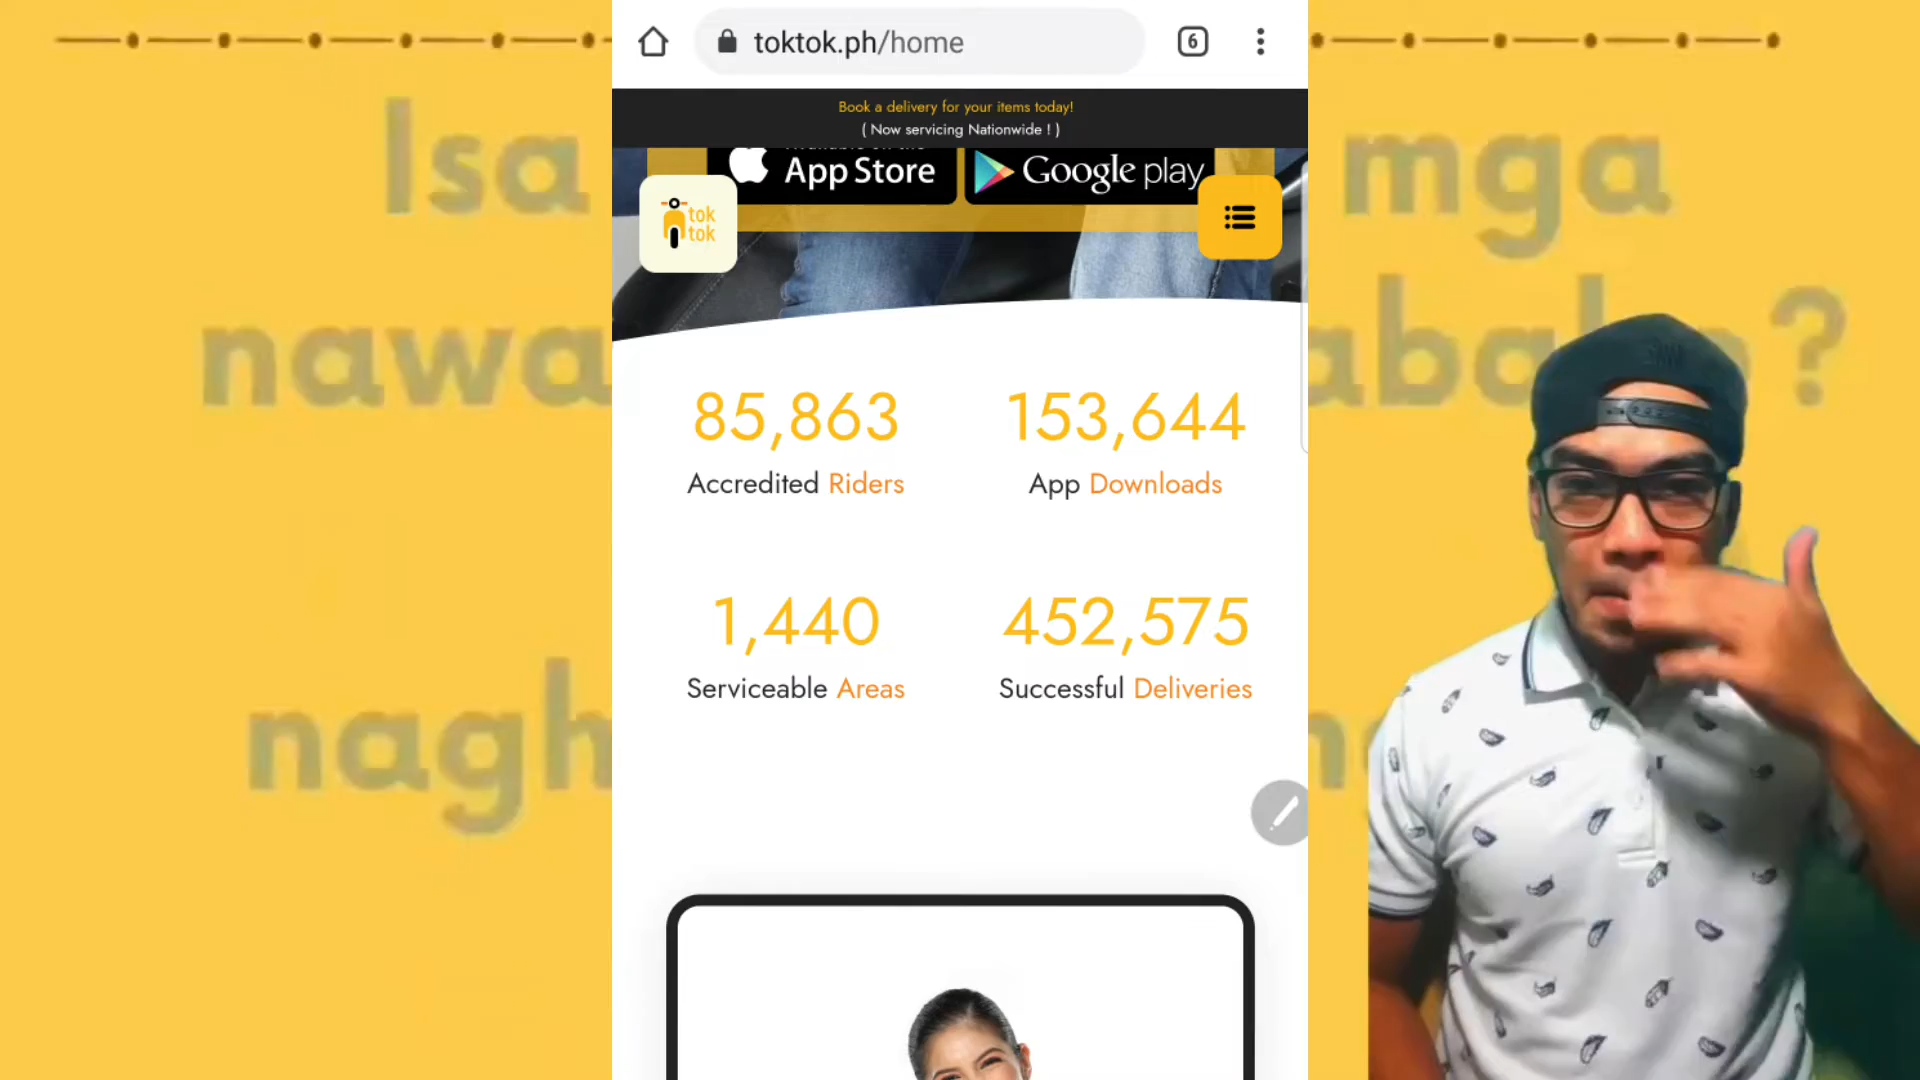 Isa
mga
nawa
?
nagh
toktok.ph/home
6
Book a delivery for your items today!
( Now servicing Nationwide ! )
App Store
Google play
tok
tok
85,863
153,644
Accredited Riders
App Downloads
1,440
452,575
Serviceable Areas
Successful Deliveries